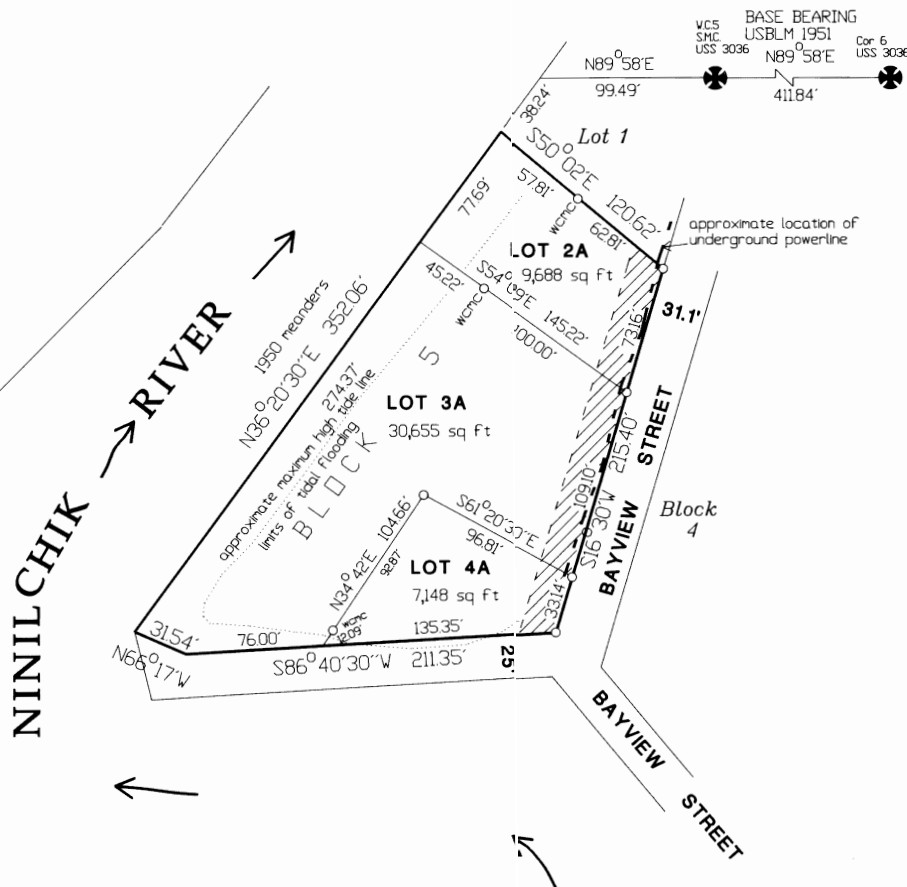 W.C.5
S.M.C.
USS 3036
BASE BEARING
USBLM 1951
N89°58'E
Cor 6
USS 3036
N89°58'E
99.49'
411.84'
38.24'
Lot 1
S50°02'E
120.62'
57.81'
WCMC
62.81'
77.69'
approximate location of
underground powerline
LOT 2A
9,688 sq ft
31.1'
73.16'
45.22'
WCMC
145.22'
100.00'
1950 meanders
N36°20'30"E 352.06'
274.37'
approximate maximum high tide line
limits of tidal flooding
BLOCK 5
LOT 3A
30,655 sq ft
NINILCHIK RIVER
S16°30'W 215.40'
109.10'
BAYVIEW STREET
Block
4
S61°20'30"E
96.81'
N34°42'E 104.66'
92.87'
WCMC
12.09'
LOT 4A
7,148 sq ft
33.14'
31.54'
76.00'
135.35'
N66°17'W
S86°40'30"W 211.35'
25'
BAYVIEW
STREET